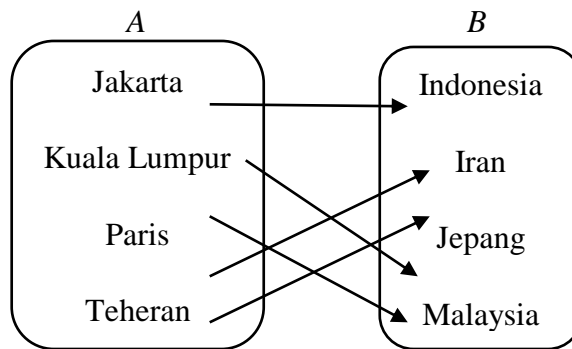 A B
Jakarta Indonesia
Kuala Lumpur Iran
Paris Jepang
Teheran Malaysia